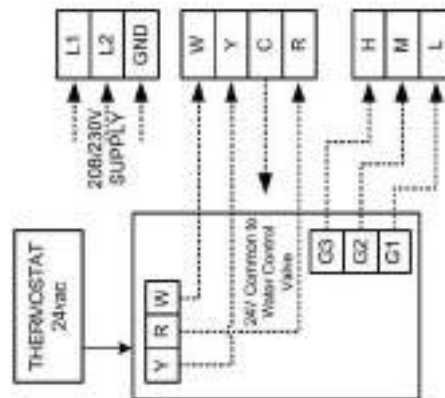 L1
L2
GND
W
Y
C
R
H
M
L
208/230V
SUPPLY
THERMOSTAT
24vac
Y
R
W
24V Common to
Water Control
Valve
G3
G2
G1